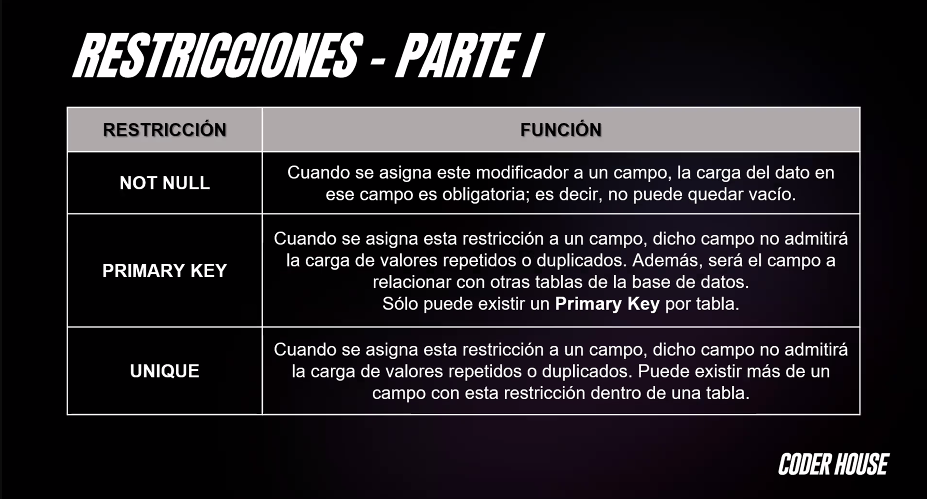 RESTRICCIONES - PARTE I
RESTRICCIÓN
FUNCIÓN
NOT NULL
Cuando se asigna este modificador a un campo, la carga del dato en
ese campo es obligatoria; es decir, no puede quedar vacío.
PRIMARY KEY
Cuando se asigna esta restricción a un campo, dicho campo no admitirá
la carga de valores repetidos o duplicados. Además, será el campo a
relacionar con otras tablas de la base de datos.
Sólo puede existir un Primary Key por tabla.
UNIQUE
Cuando se asigna esta restricción a un campo, dicho campo no admitirá
la carga de valores repetidos o duplicados. Puede existir más de un
campo con esta restricción dentro de una tabla.
CODER HOUSE